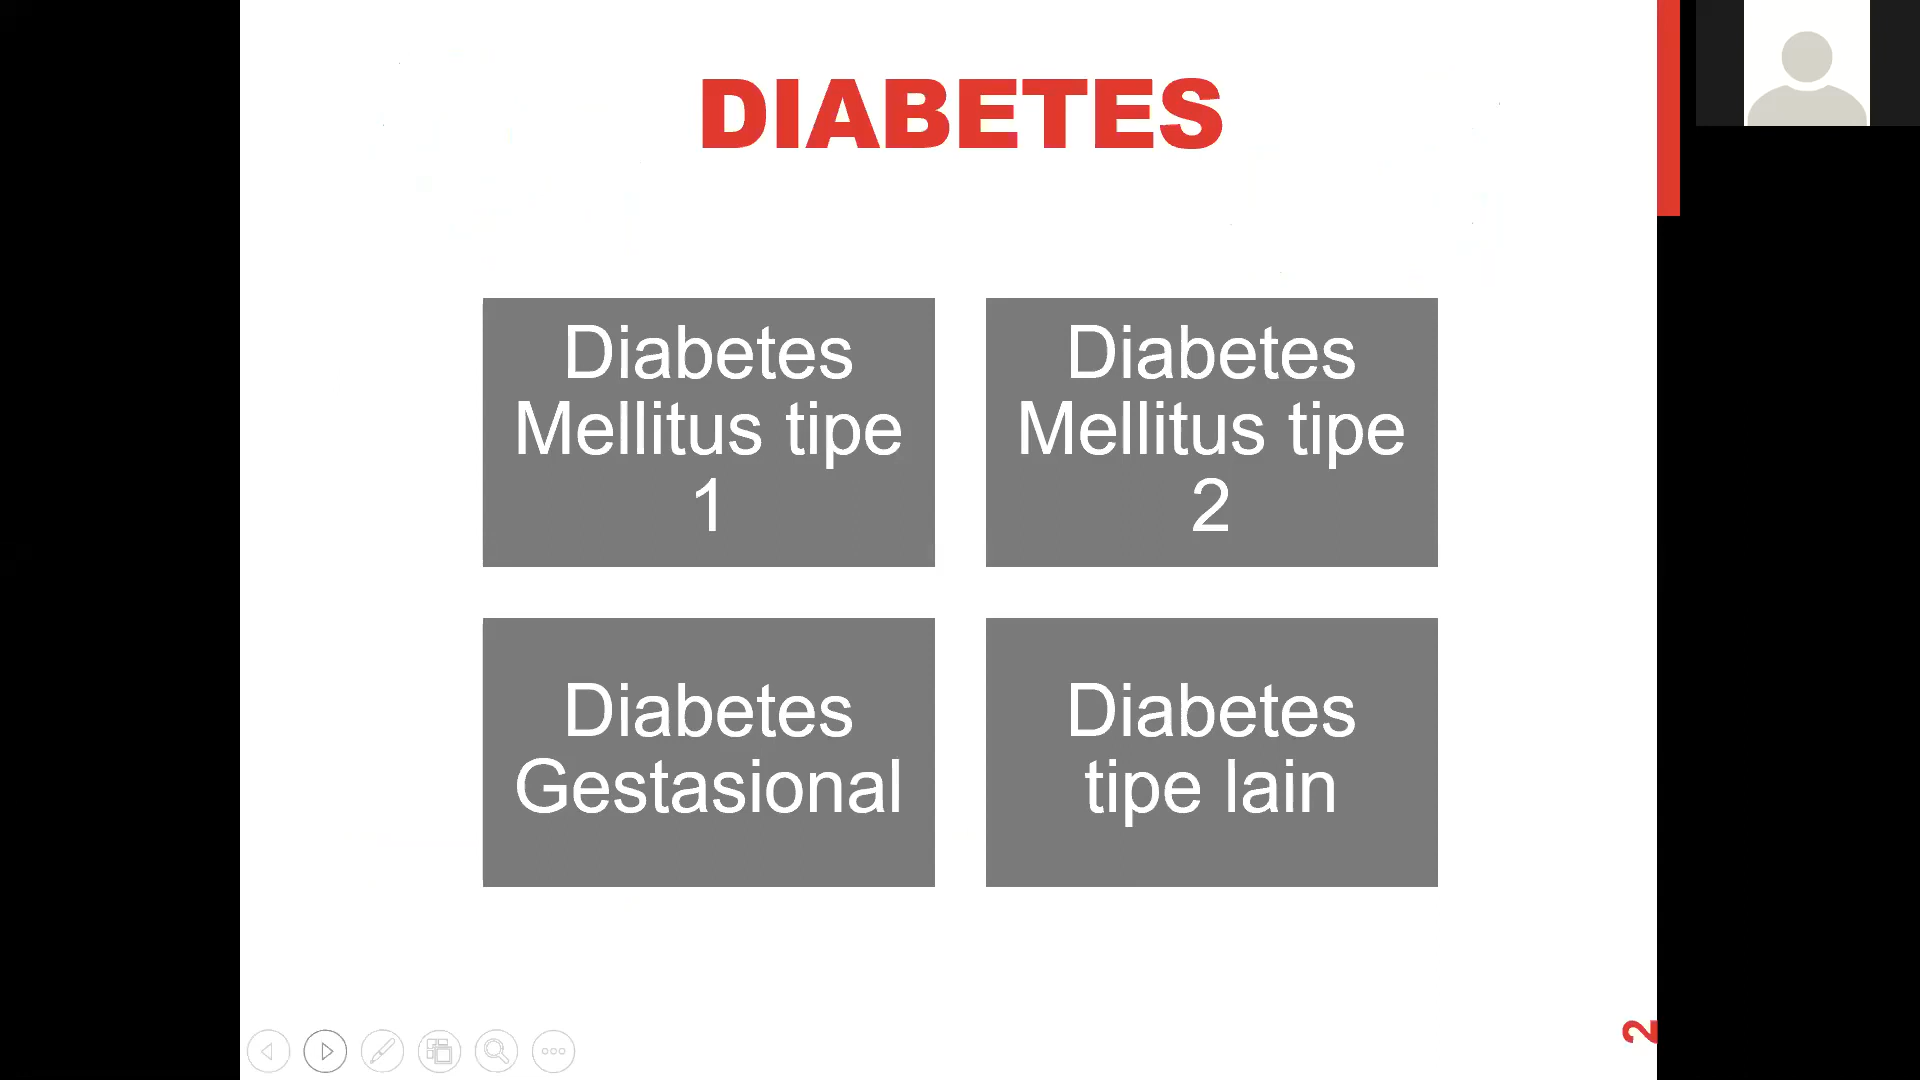 DIABETES
Diabetes
Mellitus tipe
1
Diabetes
Mellitus tipe
2
Diabetes
Gestasional
Diabetes
tipe lain
2